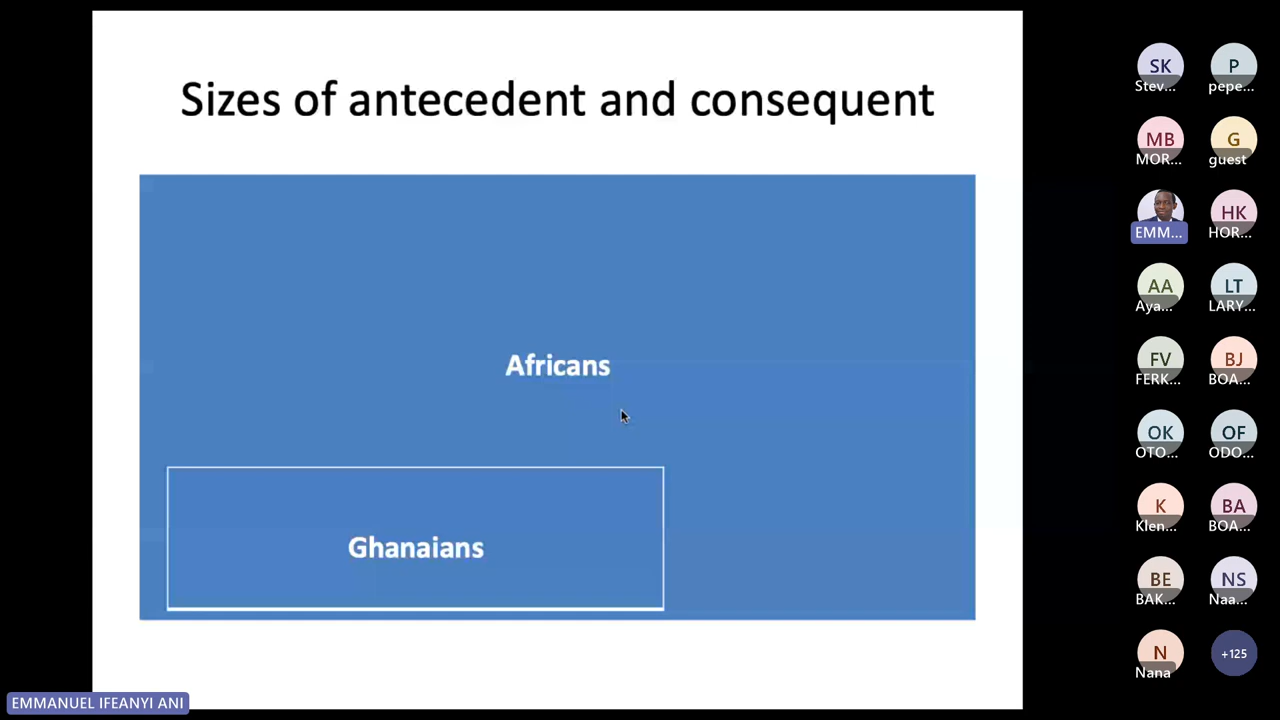 Sizes of antecedent and consequent
Africans
Ghanaians
SK
Stev...
P
pepe...
MB
MOR...
G
guest
EMM...
HK
HOR...
AA
Aya...
LT
LARY...
FV
FERK...
BJ
BOA...
OK
OTO...
OF
ODO...
K
Klen...
BA
BOA...
BE
BAK...
NS
Naa...
N
Nana
+125
EMMANUEL IFEANYI ANI